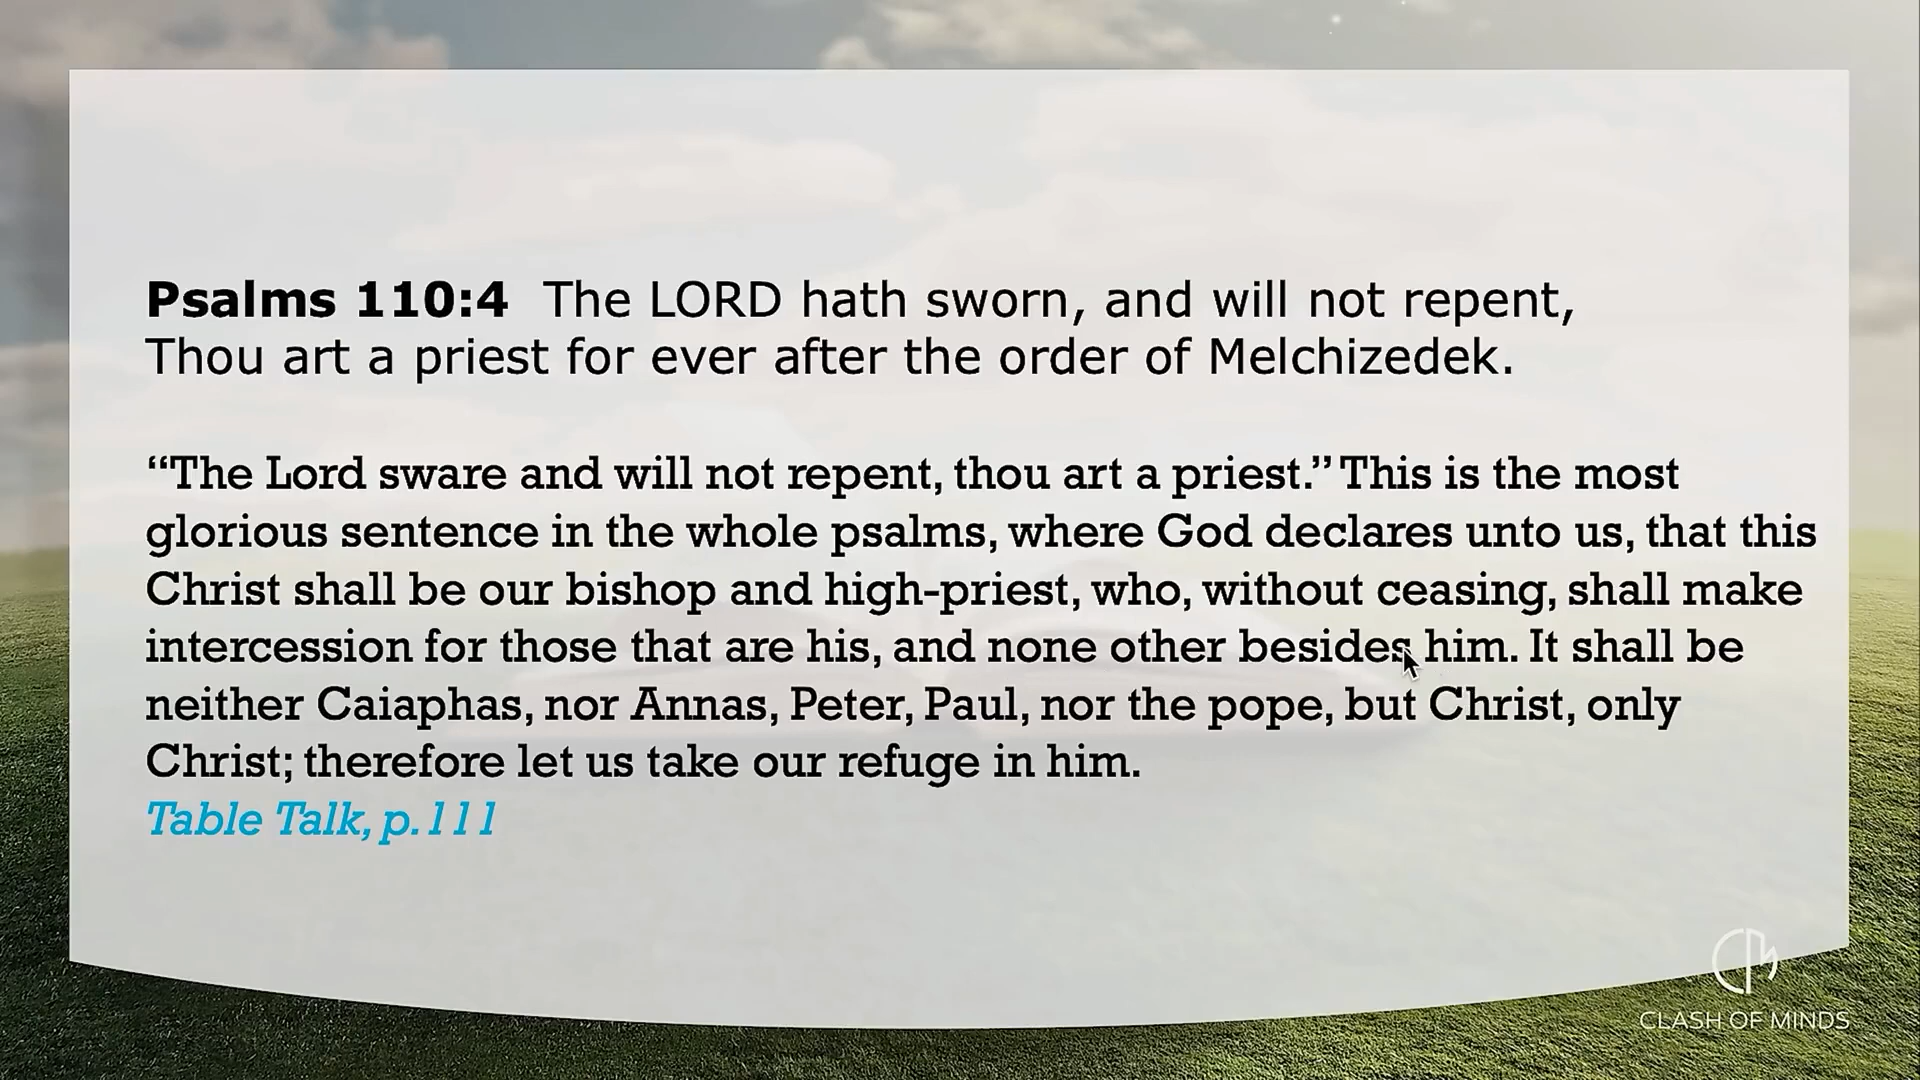 Psalms 110:4  The LORD hath sworn, and will not repent,
Thou art a priest for ever after the order of Melchizedek.
“The Lord sware and will not repent, thou art a priest.” This is the most
glorious sentence in the whole psalms, where God declares unto us, that this
Christ shall be our bishop and high-priest, who, without ceasing, shall make
intercession for those that are his, and none other besides him. It shall be
neither Caiaphas, nor Annas, Peter, Paul, nor the pope, but Christ, only
Christ; therefore let us take our refuge in him.
Table Talk, p.111
CLASH OF MINDS